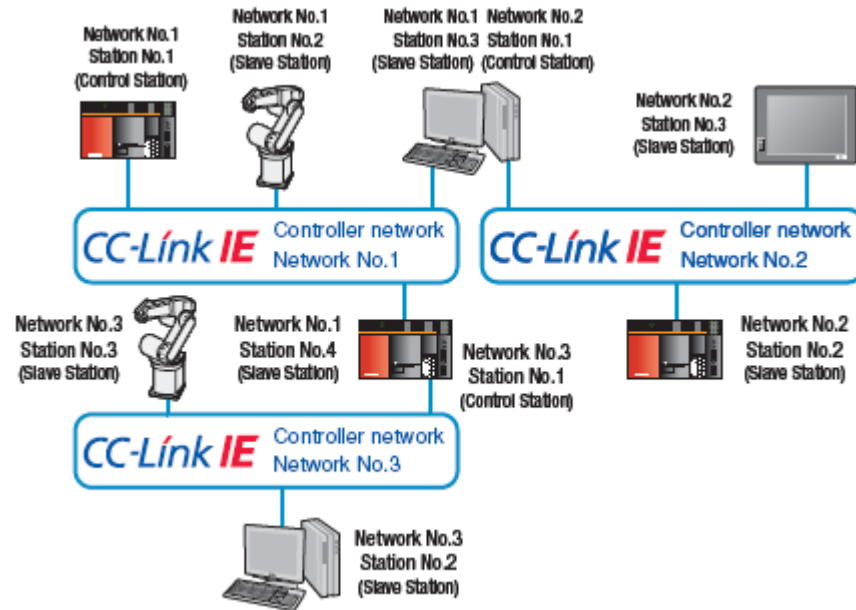 Network No.1
Station No.1
(Control Station)
Network No.1
Station No.2
(Slave Station)
Network No.1
Station No.3
(Slave Station)
Network No.2
Station No.1
(Control Station)
Network No.2
Station No.3
(Slave Station)
CC-Link IE
Controller network
Network No.1
CC-Link IE
Controller network
Network No.2
Network No.3
Station No.3
(Slave Station)
Network No.1
Station No.4
(Slave Station)
Network No.3
Station No.1
(Control Station)
Network No.2
Station No.2
(Slave Station)
CC-Link IE
Controller network
Network No.3
Network No.3
Station No.2
(Slave Station)